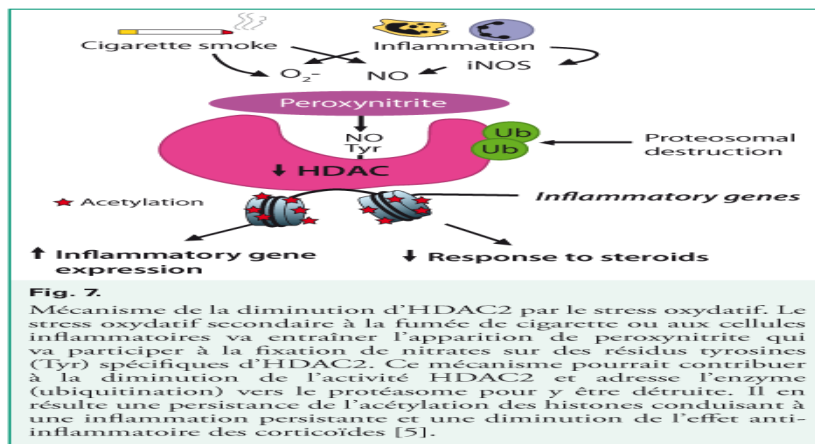 Cigarette smoke
Inflammation
O₂⁻
NO
iNOS
Peroxynitrite
NO
Tyr
Ub
Ub
Proteosomal
destruction
↓ HDAC
★ Acetylation
Inflammatory genes
↑ Inflammatory gene
expression
↓ Response to steroids
Fig. 7.
Mécanisme de la diminution d’HDAC2 par le stress oxydatif. Le
stress oxydatif secondaire à la fumée de cigarette ou aux cellules
inflammatoires va entraîner l’apparition de peroxynitrite qui
va participer à la fixation de nitrates sur des résidus tyrosines
(Tyr) spécifiques d’HDAC2. Ce mécanisme pourrait contribuer
à la diminution de l’activité HDAC2 et adresse l’enzyme
(ubiquitination) vers le protéasome pour y être détruite. Il en
résulte une persistance de l’acétylation des histones conduisant à
une inflammation persistante et une diminution de l’effet anti-
inflammatoire des corticoïdes [5].